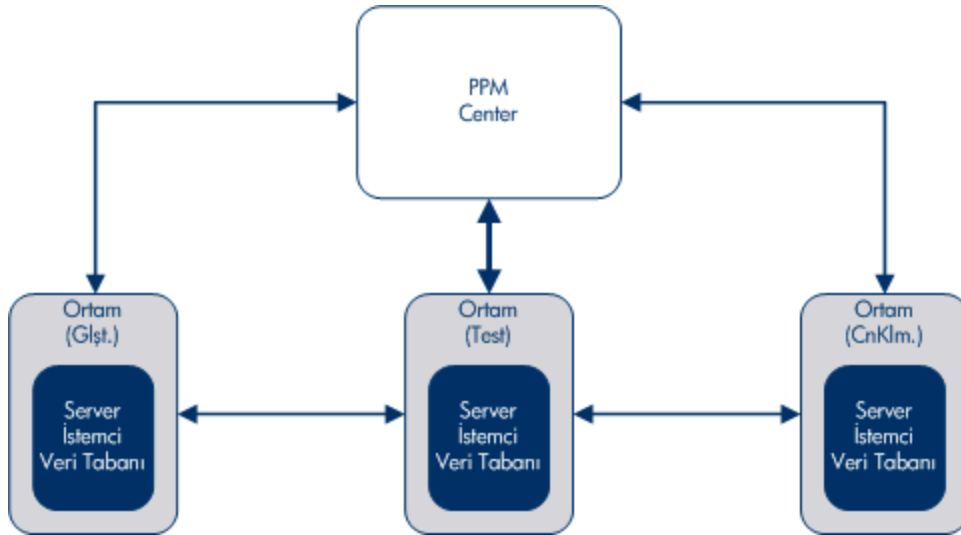 PPM
Center
Ortam
(Glşt.)
Server
İstemci
Veri Tabanı
Ortam
(Test)
Server
İstemci
Veri Tabanı
Ortam
(CnKlm.)
Server
İstemci
Veri Tabanı